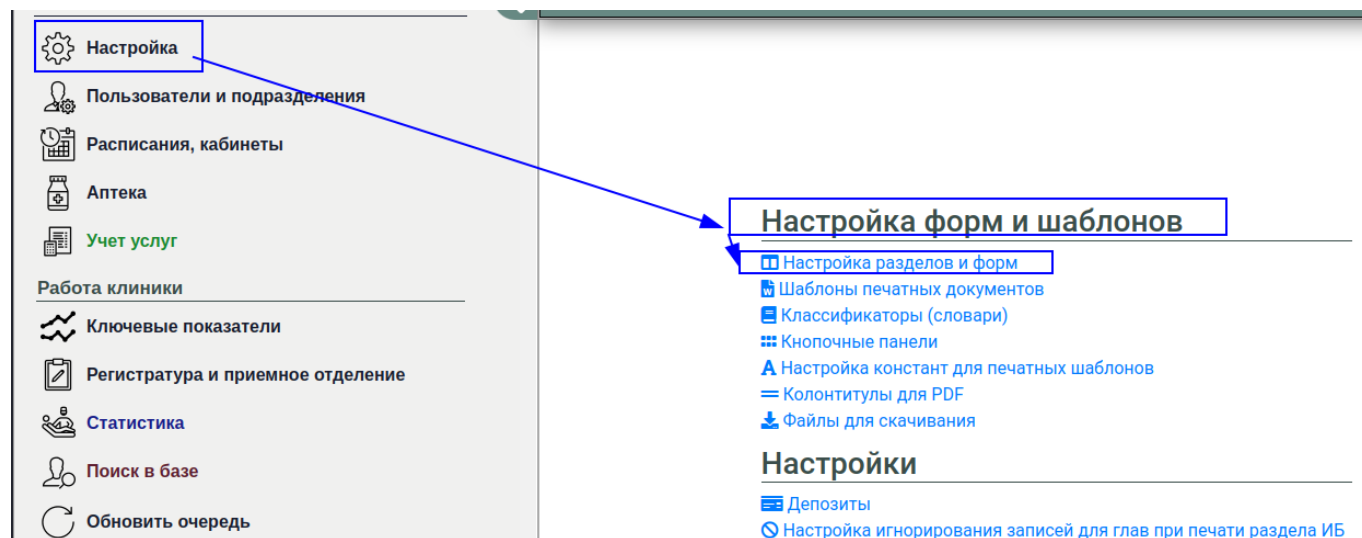 Настройка
Пользователи и подразделения
Расписания, кабинеты
Аптека
Учет услуг
Работа клиники
Ключевые показатели
Регистратура и приемное отделение
Статистика
Поиск в базе
Обновить очередь
Настройка форм и шаблонов
Настройка разделов и форм
Шаблоны печатных документов
Классификаторы (словари)
Кнопочные панели
Настройка констант для печатных шаблонов
Колонтитулы для PDF
Файлы для скачивания
Настройки
Депозиты
Настройка игнорирования записей для глав при печати раздела ИБ